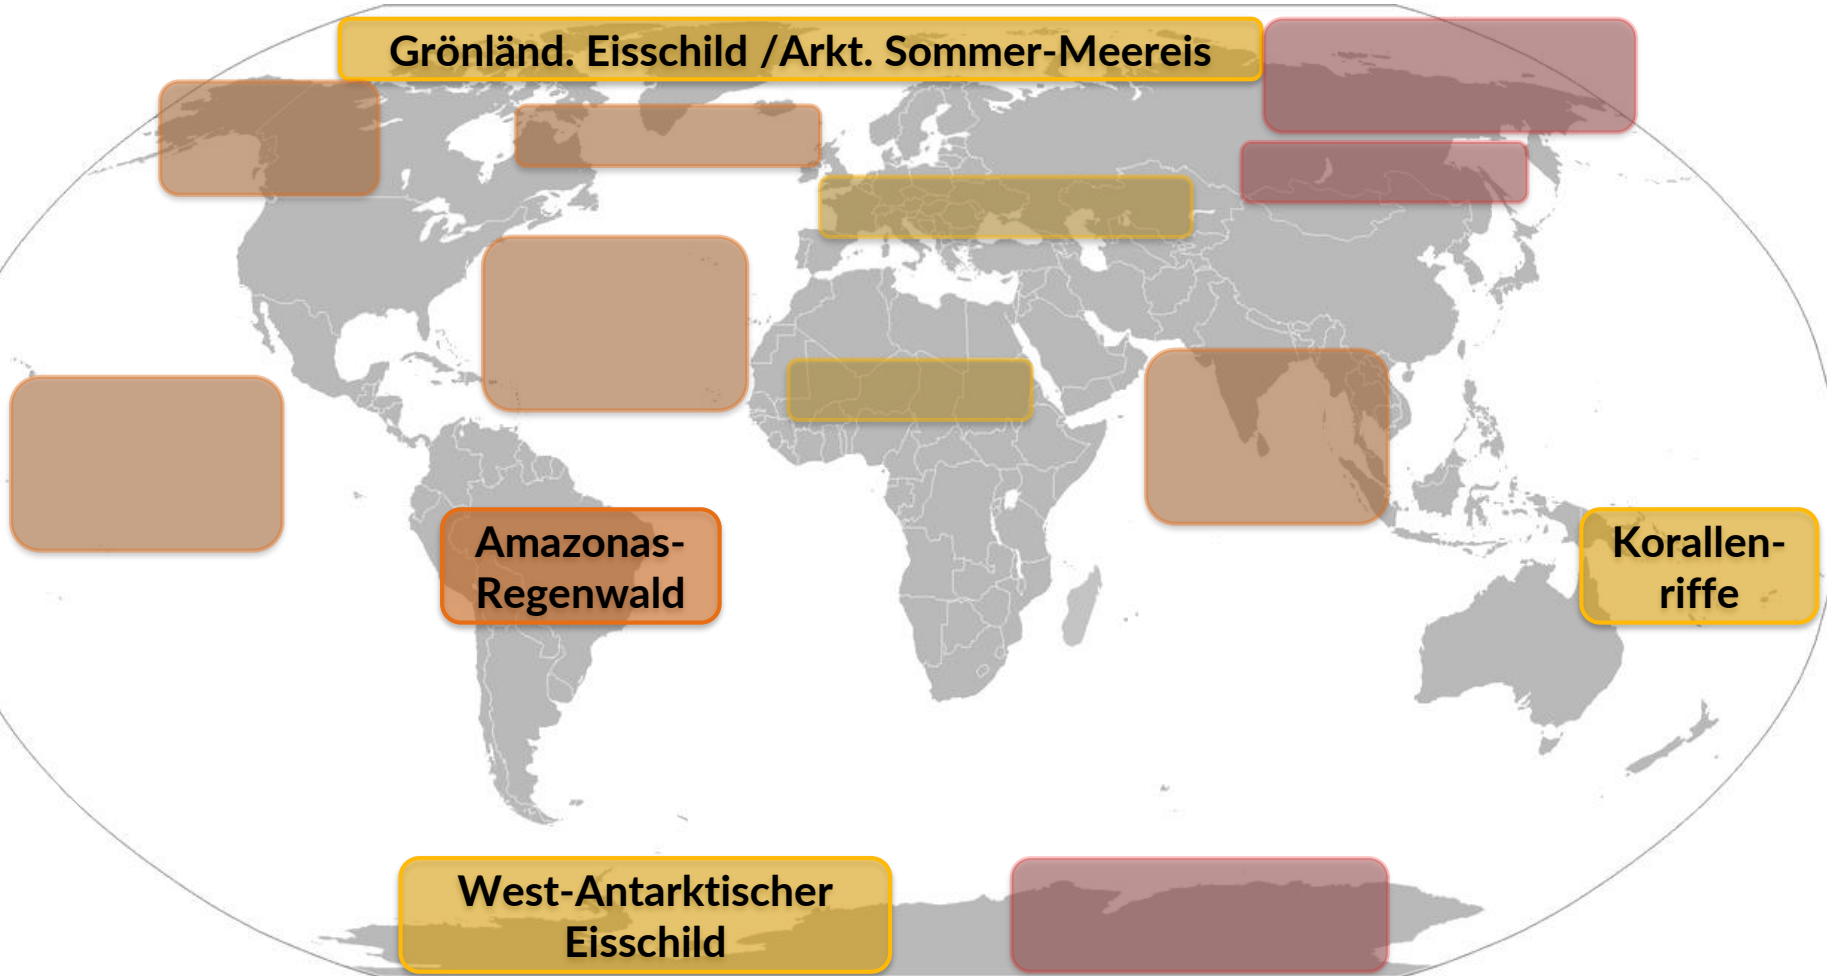 Grönländ. Eisschild /Arkt. Sommer-Meereis
Amazonas-
Regenwald
Korallen-
riffe
West-Antarktischer
Eisschild